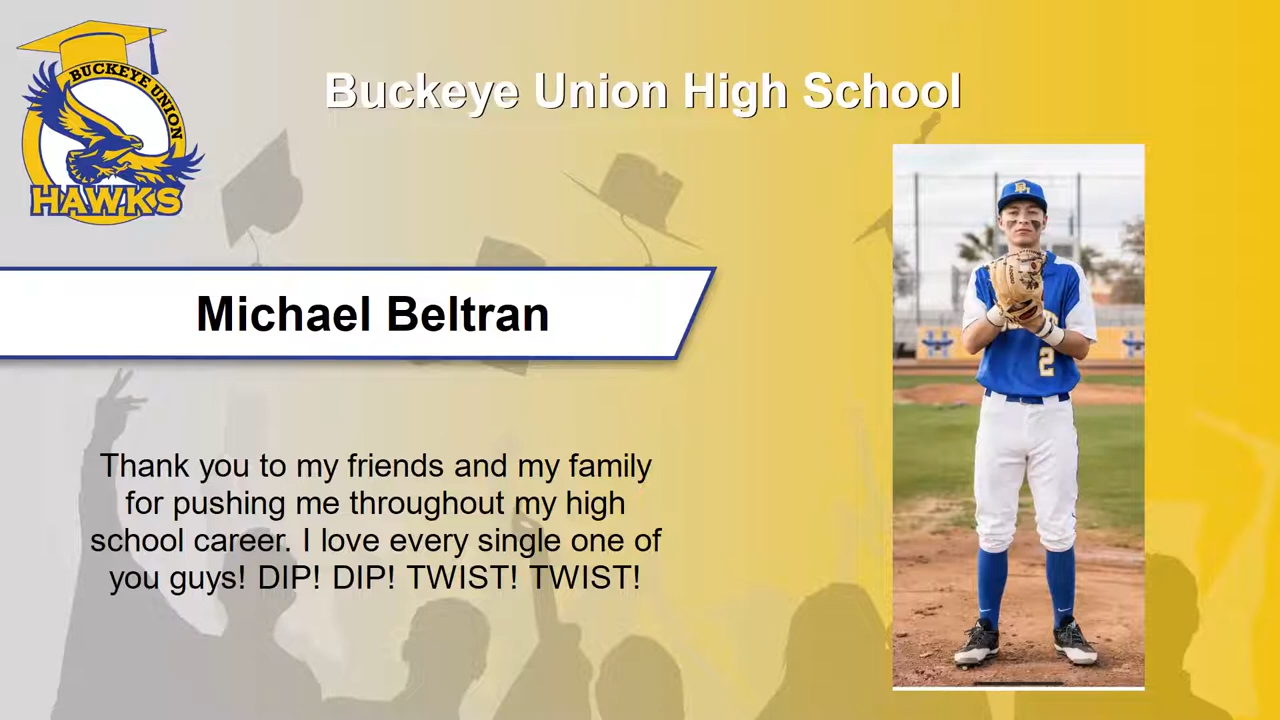 BUCKEYE UNION
HAWKS
Buckeye Union High School
Michael Beltran
Thank you to my friends and my family
for pushing me throughout my high
school career. I love every single one of
you guys! DIP! DIP! TWIST! TWIST!
2